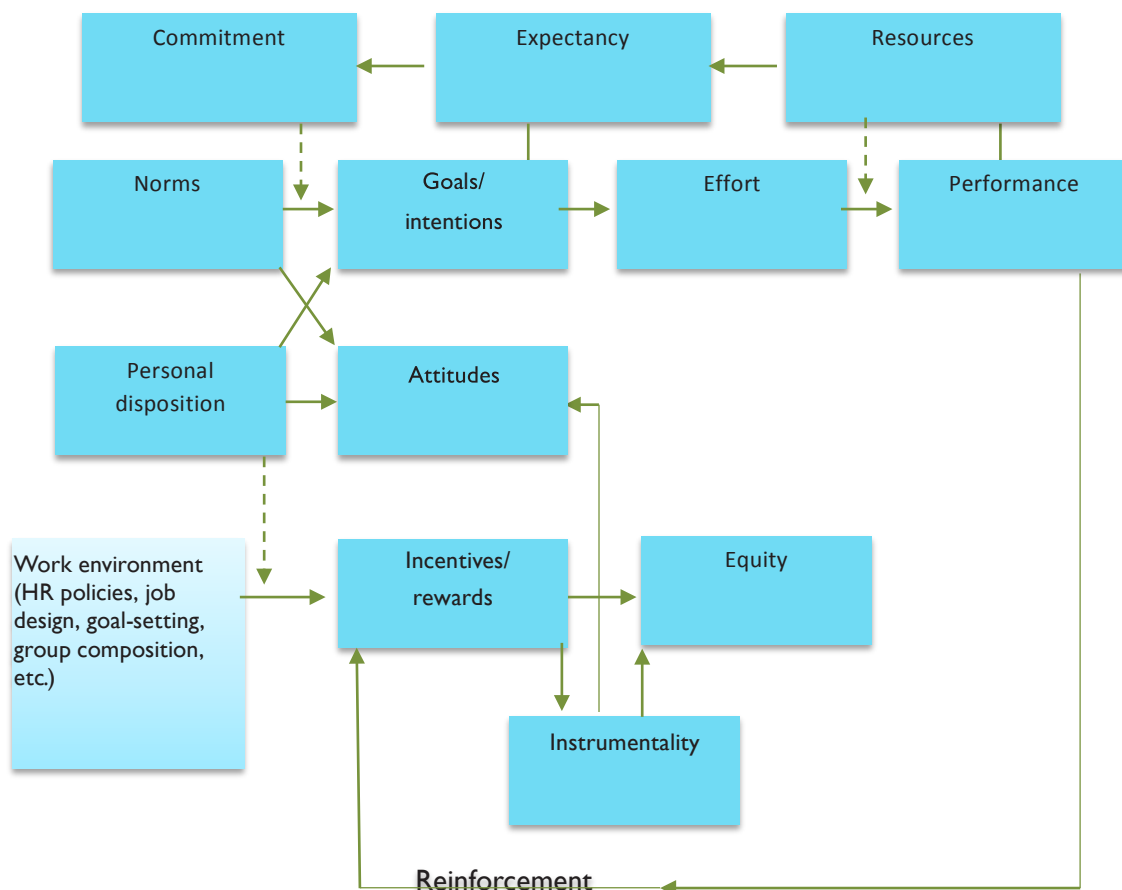 Commitment
Expectancy
Resources
Norms
Goals/
intentions
Effort
Performance
Personal
disposition
Attitudes
Work environment
(HR policies, job
design, goal-setting,
group composition,
etc.)
Incentives/
rewards
Equity
Instrumentality
Reinforcement